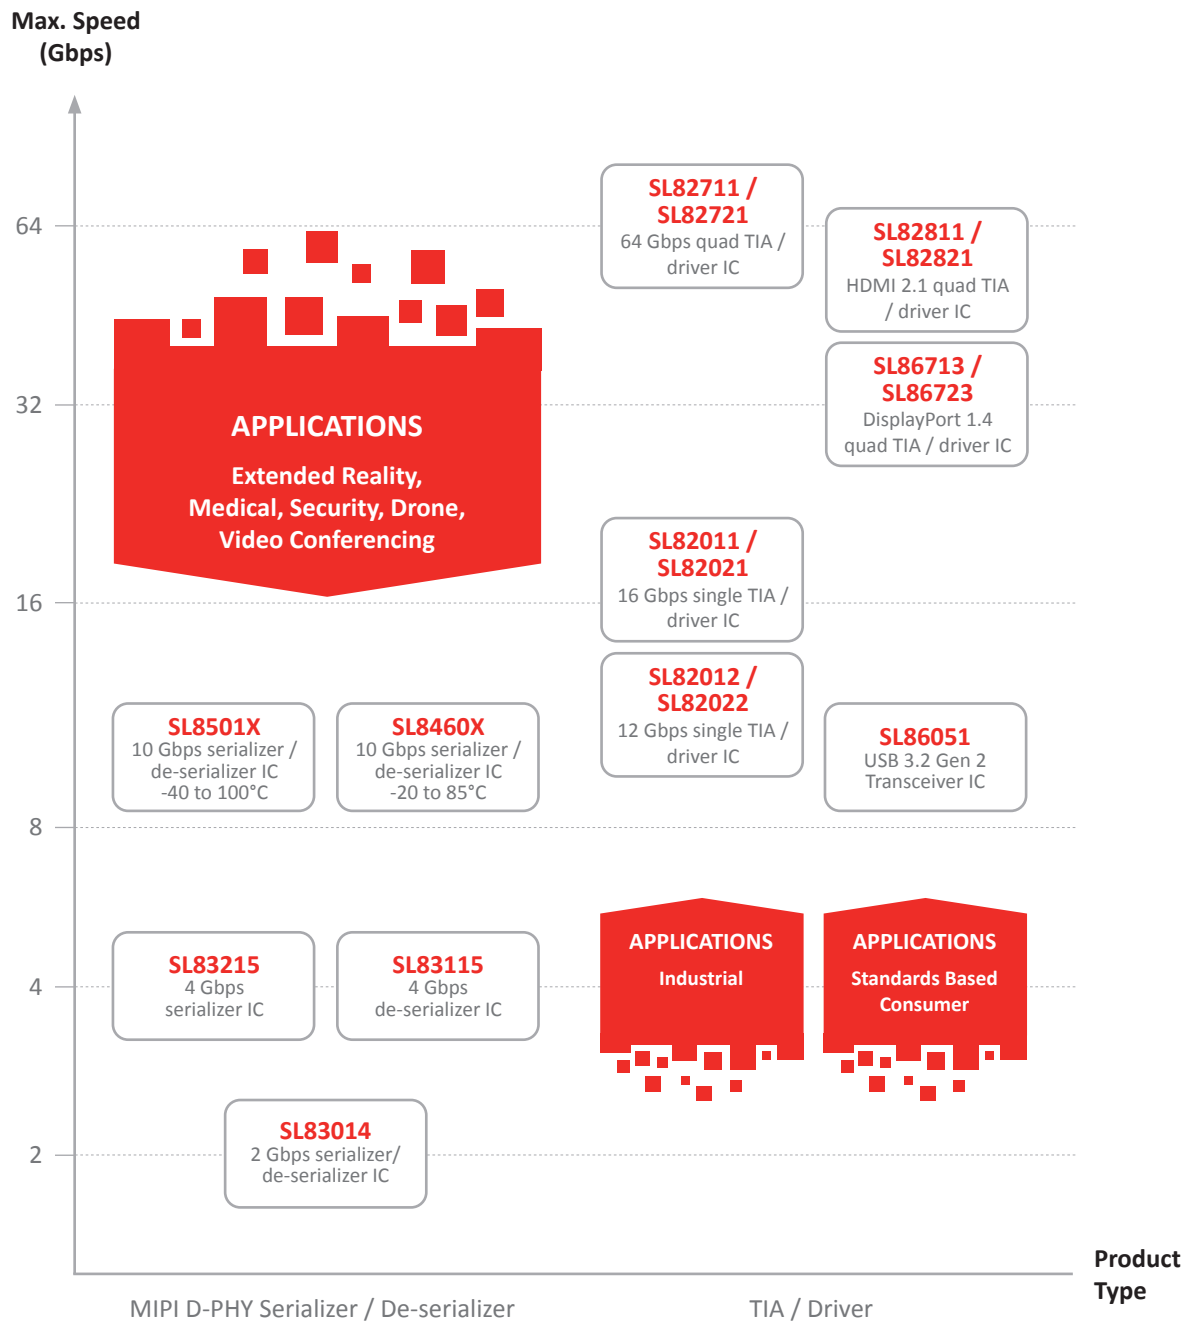 Max. Speed
(Gbps)
64
32
16
8
4
2
SL82711 /
SL82721
64 Gbps quad TIA /
driver IC
SL82811 /
SL82821
HDMI 2.1 quad TIA
/ driver IC
SL86713 /
SL86723
DisplayPort 1.4
quad TIA / driver IC
APPLICATIONS
Extended Reality,
Medical, Security, Drone,
Video Conferencing
SL82011 /
SL82021
16 Gbps single TIA /
driver IC
SL82012 /
SL82022
12 Gbps single TIA /
driver IC
SL8501X
10 Gbps serializer /
de-serializer IC
-40 to 100°C
SL8460X
10 Gbps serializer /
de-serializer IC
-20 to 85°C
SL86051
USB 3.2 Gen 2
Transceiver IC
SL83215
4 Gbps
serializer IC
SL83115
4 Gbps
de-serializer IC
APPLICATIONS
Industrial
APPLICATIONS
Standards Based
Consumer
SL83014
2 Gbps serializer/
de-serializer IC
Product
Type
MIPI D-PHY Serializer / De-serializer
TIA / Driver